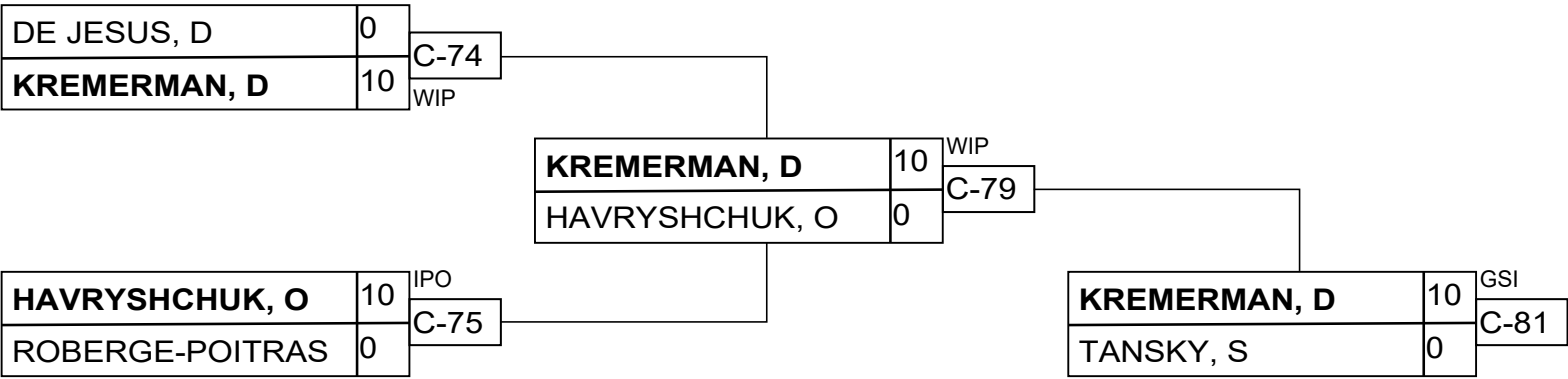 DE JESUS, D 0
C-74
KREMERMAN, D 10
WIP
KREMERMAN, D 10 WIP
C-79
HAVRYSHCHUK, O 0
HAVRYSHCHUK, O 10 IPO
C-75
ROBERGE-POITRAS 0
KREMERMAN, D 10 GSI
C-81
TANSKY, S 0